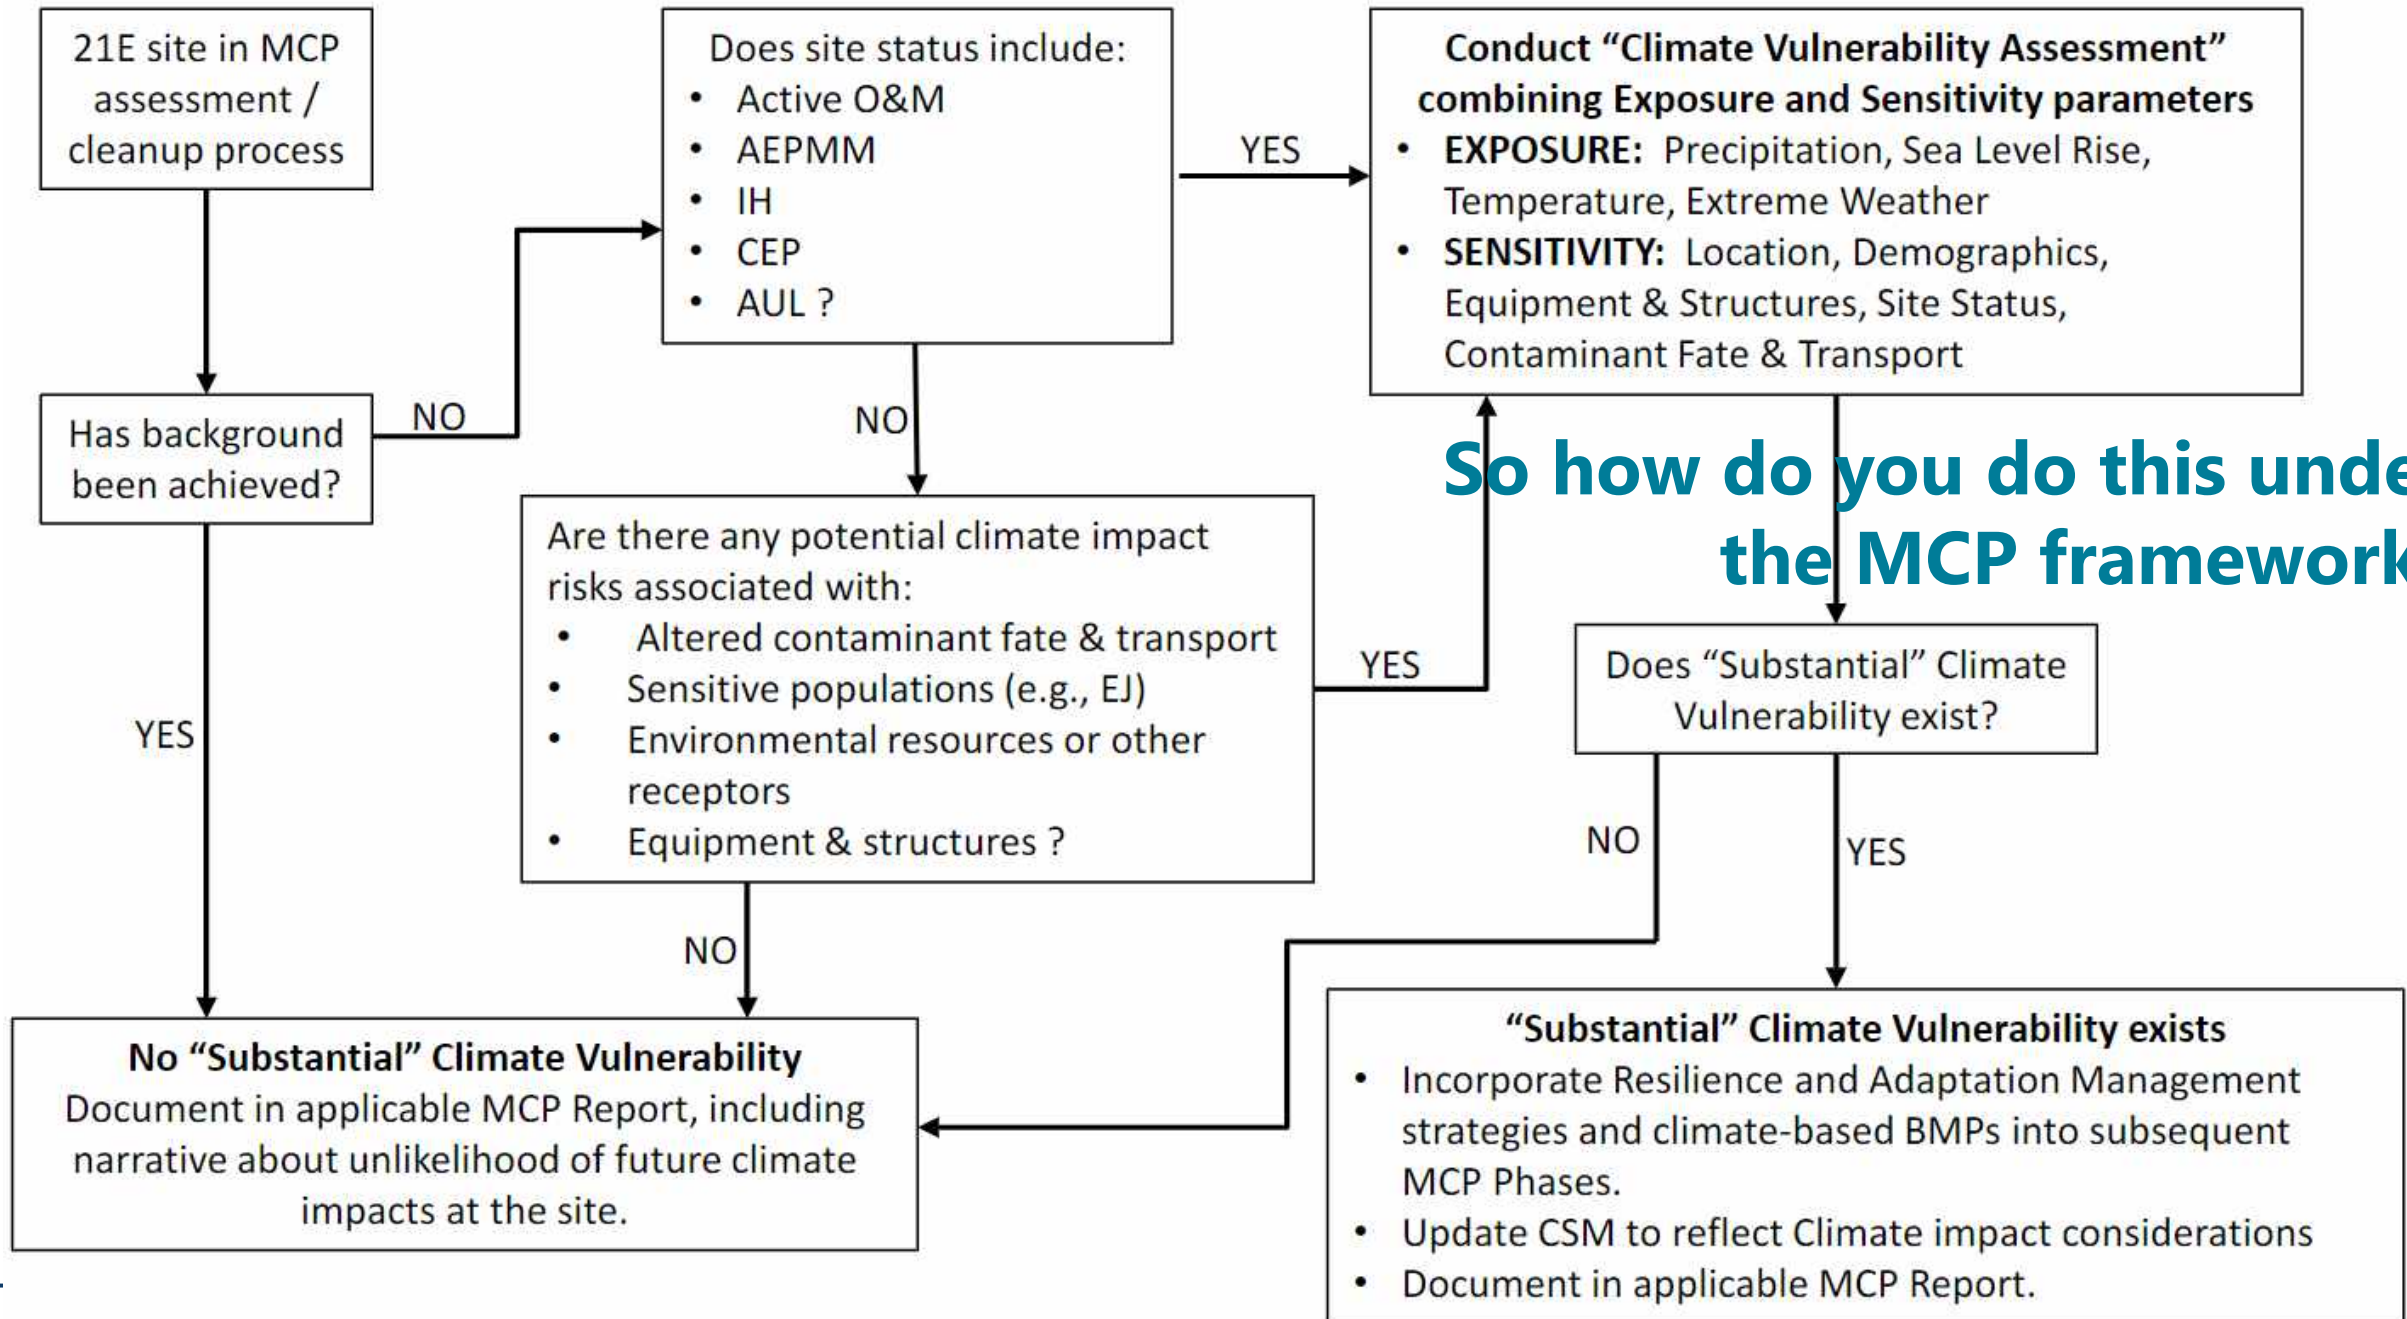 21E site in MCP
assessment /
cleanup process
Does site status include:
• Active O&M
• AEPMM
• IH
• CEP
• AUL ?
YES
Conduct “Climate Vulnerability Assessment”
combining Exposure and Sensitivity parameters
• EXPOSURE: Precipitation, Sea Level Rise,
Temperature, Extreme Weather
• SENSITIVITY: Location, Demographics,
Equipment & Structures, Site Status,
Contaminant Fate & Transport
Has background
been achieved?
NO
NO
So how do you do this unde
the MCP framework
Are there any potential climate impact
risks associated with:
• Altered contaminant fate & transport
• Sensitive populations (e.g., EJ)
• Environmental resources or other
receptors
• Equipment & structures ?
YES
Does “Substantial” Climate
Vulnerability exist?
YES
NO
NO
YES
No “Substantial” Climate Vulnerability
Document in applicable MCP Report, including
narrative about unlikelihood of future climate
impacts at the site.
“Substantial” Climate Vulnerability exists
• Incorporate Resilience and Adaptation Management
strategies and climate-based BMPs into subsequent
MCP Phases.
• Update CSM to reflect Climate impact considerations
• Document in applicable MCP Report.